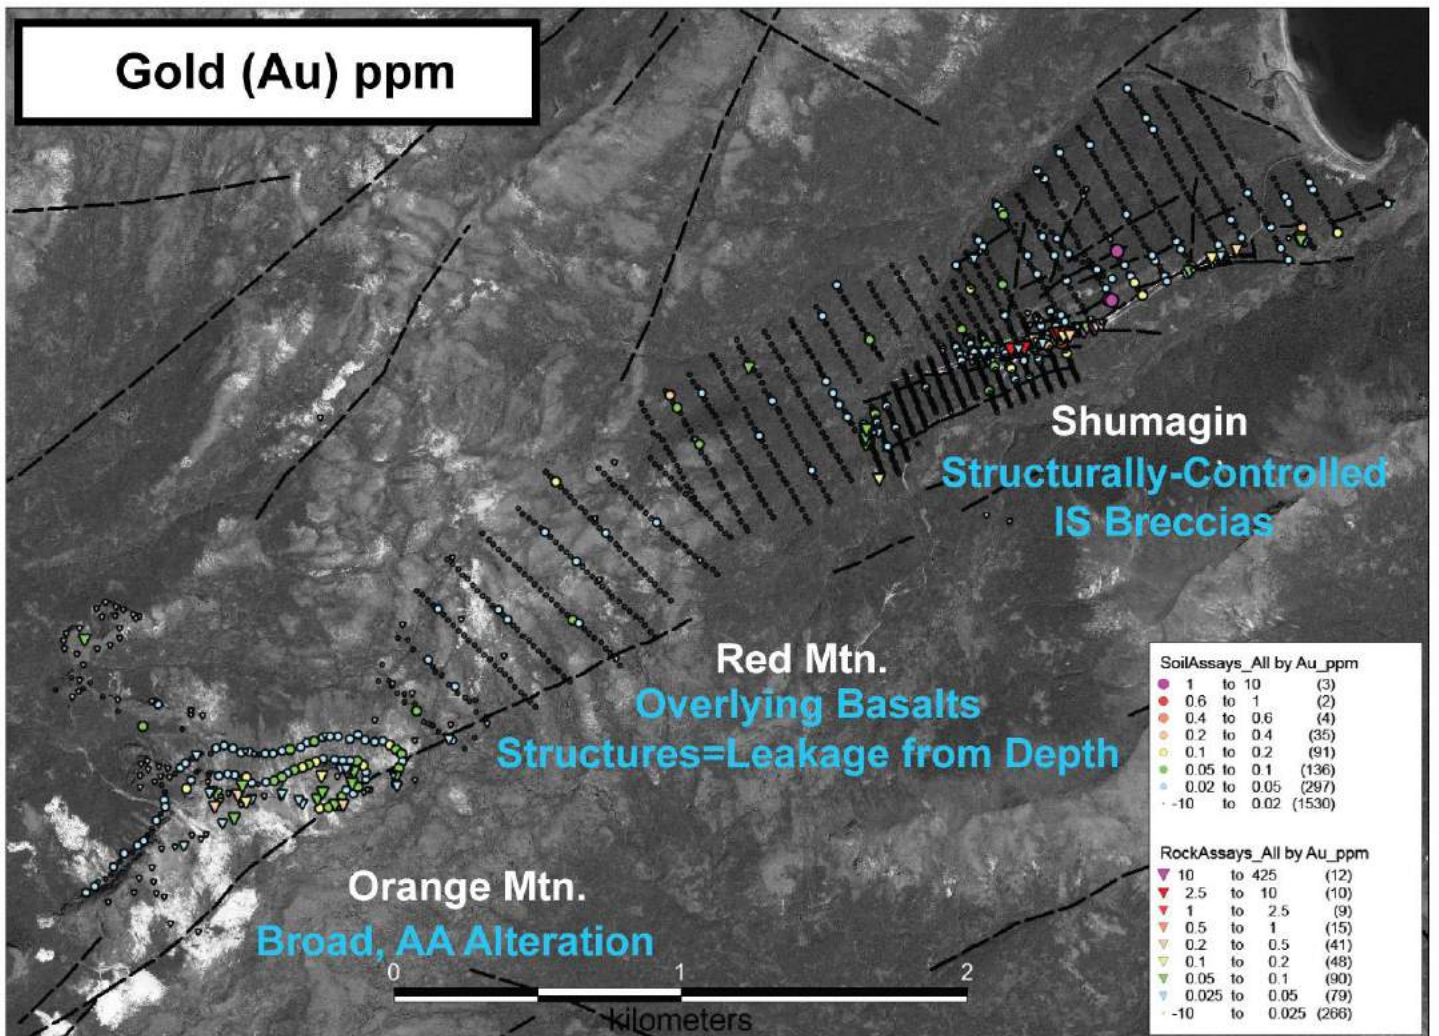 Gold (Au) ppm
Shumagin
Structurally-Controlled
IS Breccias
Red Mtn.
Overlying Basalts
Structures=Leakage from Depth
Orange Mtn.
Broad, AA Alteration
0 1 2
kilometers
SoilAssays_All by Au_ppm
1 to 10 (3)
0.6 to 1 (2)
0.4 to 0.6 (4)
0.2 to 0.4 (35)
0.1 to 0.2 (91)
0.05 to 0.1 (136)
0.02 to 0.05 (297)
-10 to 0.02 (1530)
RockAssays_All by Au_ppm
10 to 425 (12)
2.5 to 10 (10)
1 to 2.5 (9)
0.5 to 1 (15)
0.2 to 0.5 (41)
0.1 to 0.2 (48)
0.05 to 0.1 (90)
0.025 to 0.05 (79)
-10 to 0.025 (266)